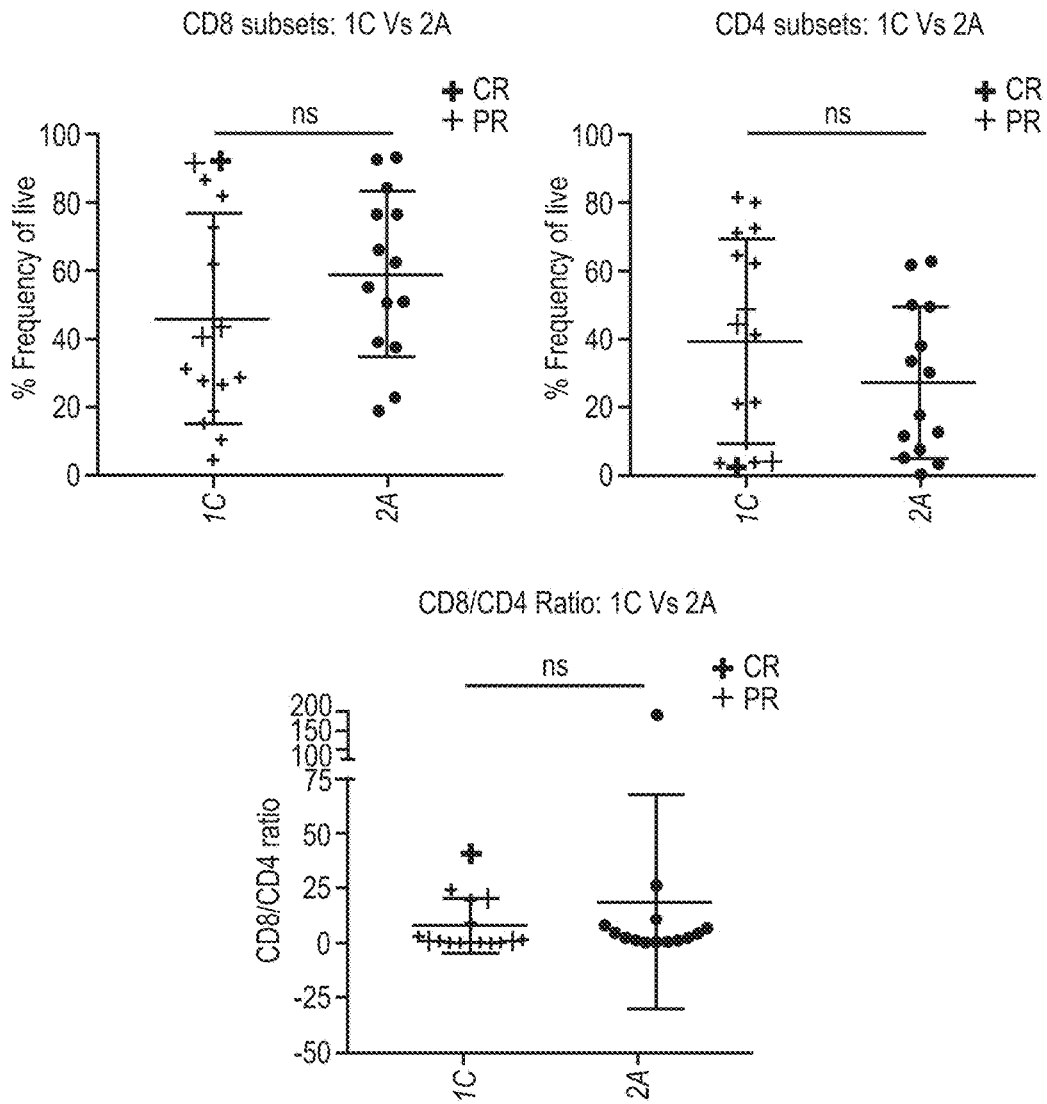 CD8 subsets: 1C Vs 2A
CR
PR
ns
% Frequency of live
100
80
60
40
20
0
1C
2A
CD4 subsets: 1C Vs 2A
CR
PR
ns
% Frequency of live
100
80
60
40
20
0
1C
2A
CD8/CD4 Ratio: 1C Vs 2A
CR
PR
ns
CD8/CD4 ratio
200
150
100
75
50
25
0
-25
-50
1C
2A